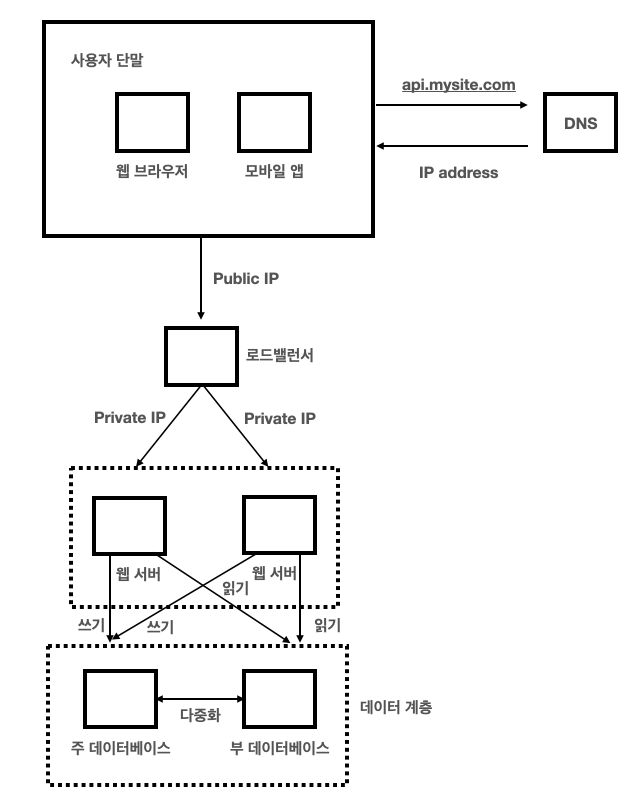 사용자 단말
api.mysite.com
DNS
웹 브라우저
모바일 앱
IP address
Public IP
로드밸런서
Private IP
Private IP
웹 서버
웹 서버
읽기
쓰기
쓰기
읽기
데이터 계층
다중화
주 데이터베이스
부 데이터베이스